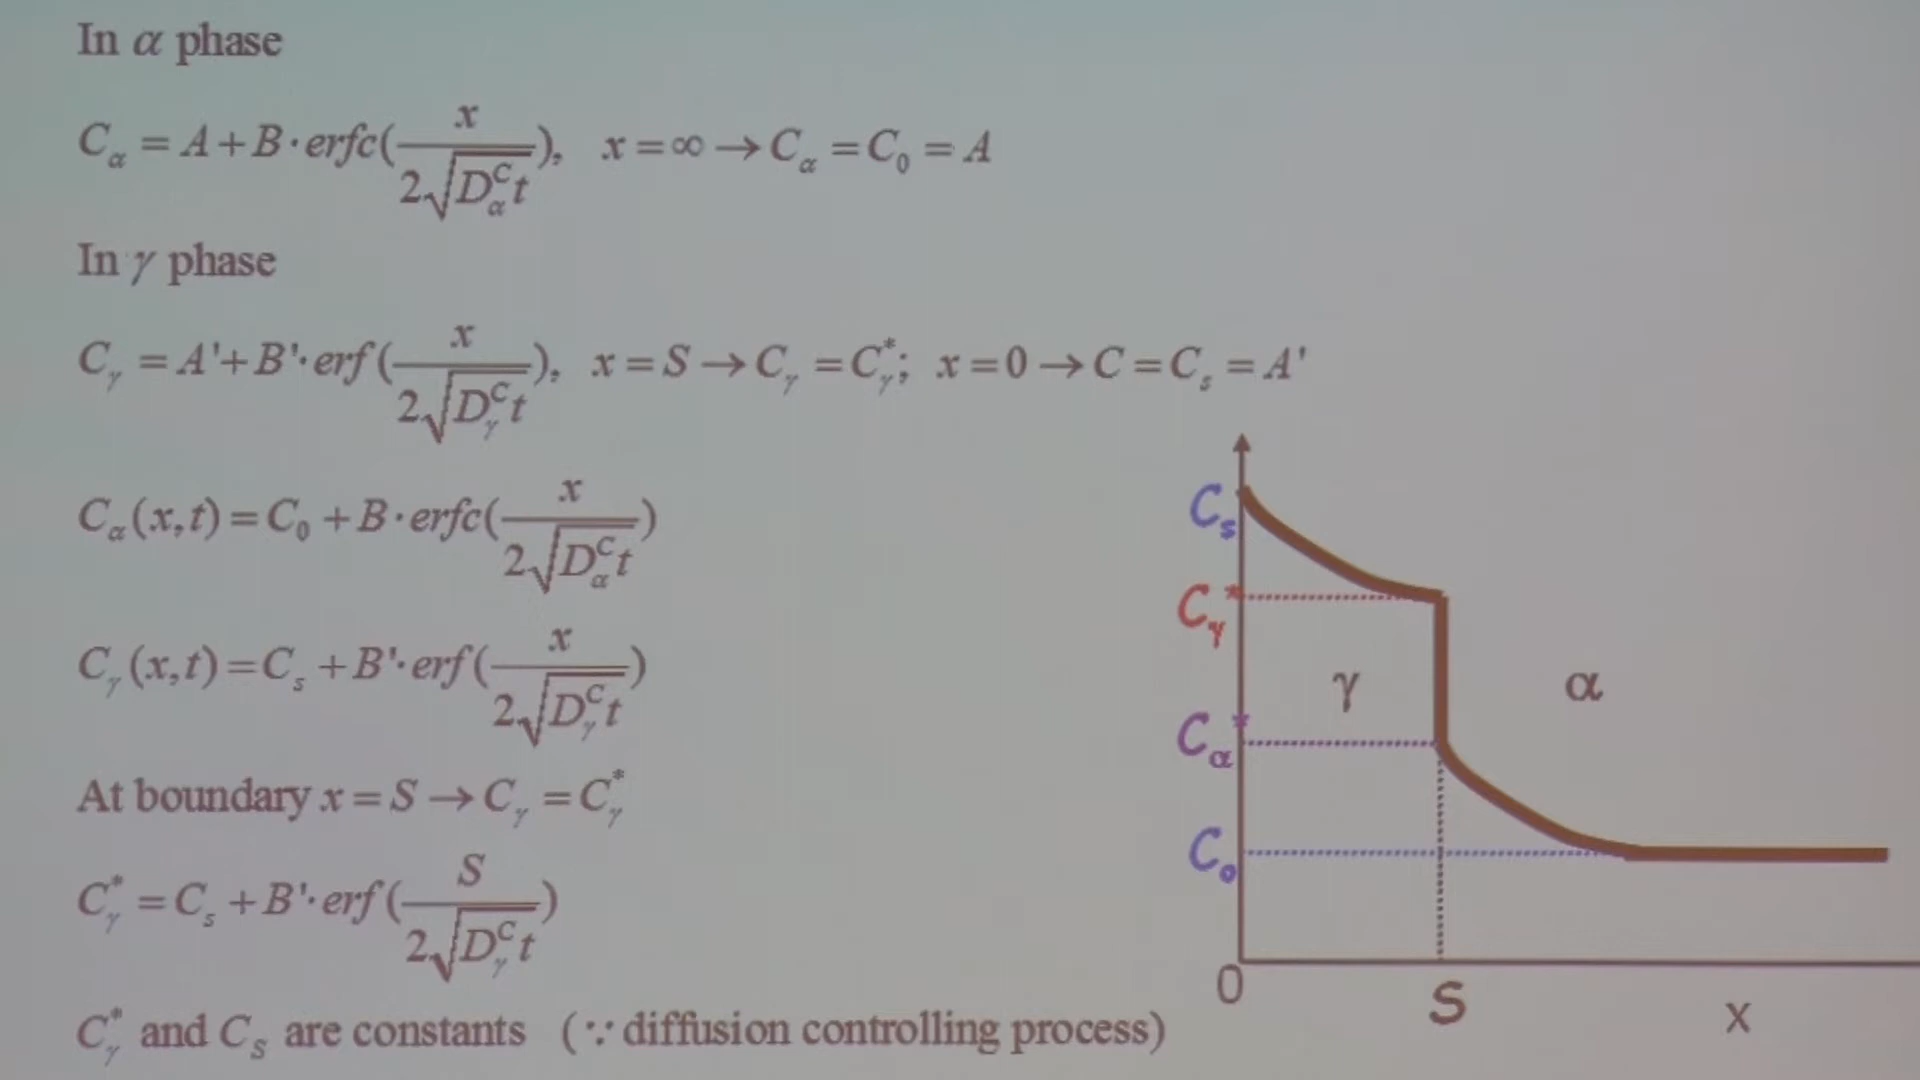 In α phase
C_α = A + B · erfc(x / 2√(D_α^C t)), x = ∞ → C_α = C_0 = A
In γ phase
C_γ = A' + B' · erf(x / 2√(D_γ^C t)), x = S → C_γ = C_γ^*; x = 0 → C = C_s = A'
C_α(x,t) = C_0 + B · erfc(x / 2√(D_α^C t))
C_γ(x,t) = C_s + B' · erf(x / 2√(D_γ^C t))
At boundary x = S → C_γ = C_γ^*
C_γ^* = C_s + B' · erf(S / 2√(D_γ^C t))
C_γ^* and C_S are constants (∵ diffusion controlling process)
C_s
C_γ^*
γ
α
C_α^*
C_0
0
S
X